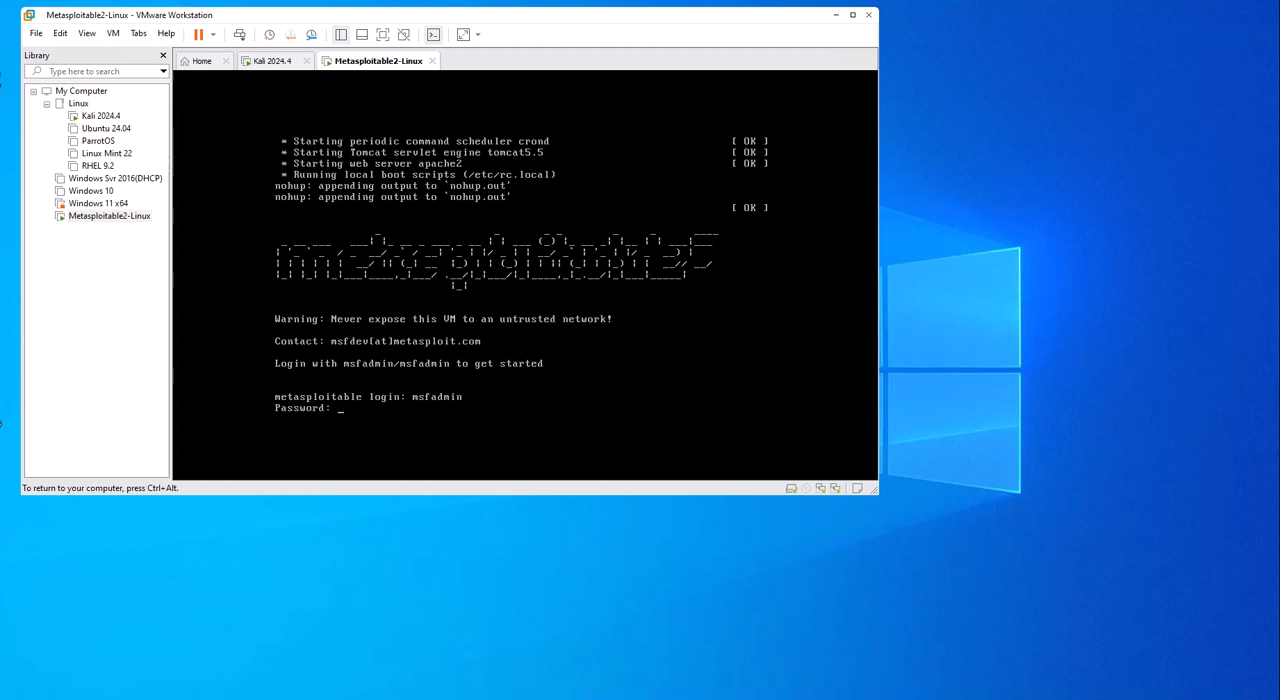 Metasploitable2-Linux - VMware Workstation
File Edit View VM Tabs Help
Library
Type here to search
My Computer
Linux
Kali 2024.4
Ubuntu 24.04
ParrotOS
Linux Mint 22
RHEL 9.2
Windows Svr 2016(DHCP)
Windows 10
Windows 11 x64
Metasploitable2-Linux
Home Kali 2024.4 Metasploitable2-Linux
* Starting periodic command scheduler crond [ OK ]
* Starting Tomcat servlet engine tomcat5.5 [ OK ]
* Starting web server apache2 [ OK ]
* Running local boot scripts (/etc/rc.local)
nohup: appending output to `nohup.out'
nohup: appending output to `nohup.out'
[ OK ]
metasploitable2
Warning: Never expose this VM to an untrusted network!
Contact: msfdev[at]metasploit.com
Login with msfadmin/msfadmin to get started
metasploitable login: msfadmin
Password: _
To return to your computer, press Ctrl+Alt.